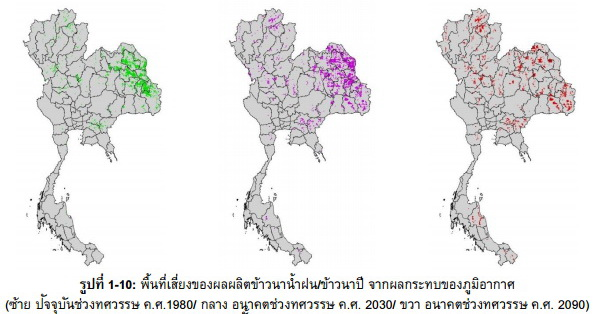 รูปที่ 1-10: พื้นที่เสี่ยงของผลผลิตข้าวนาน้ำฝน/ข้าวนาปี จากผลกระทบของภูมิอากาศ
(ซ้าย ปัจจุบันช่วงทศวรรษ ค.ศ.1980/ กลาง อนาคตช่วงทศวรรษ ค.ศ. 2030/ ขวา อนาคตช่วงทศวรรษ ค.ศ. 2090)